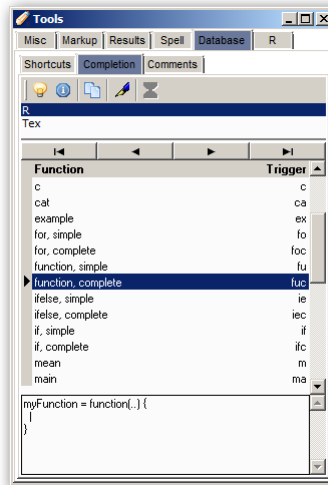 Tools
Misc Markup Results Spell Database R
Shortcuts Completion Comments
R
Tex
Function Trigger
c c
cat ca
example ex
for, simple fo
for, complete foc
function, simple fu
function, complete fuc
ifelse, simple ie
ifelse, complete iec
if, simple if
if, complete ifc
mean m
main ma
myFunction = function(..) {
|
}